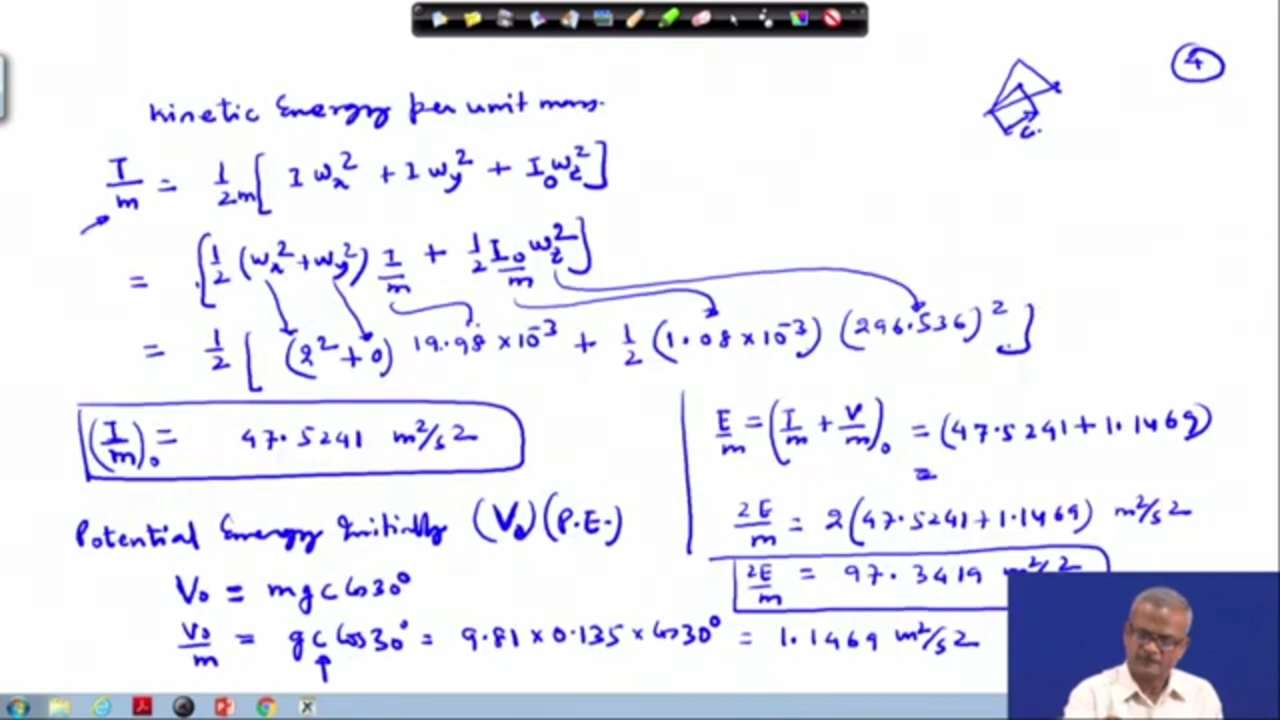 4
Kinetic Energy per unit mass.
T/m = 1/2m [ I ωx² + I ωy² + I₀ωz² ]
= { 1/2 (ωx² + ωy²) I/m + 1/2 I₀/m ωz² ]
= 1/2 [ (2² + 0) 19.98 × 10⁻³ + 1/2 (1.08 × 10⁻³) (296.536)² ]
(T/m)₀ = 47.5241 m²/s2
Potential Energy Initially (V₀) (P.E.)
V₀ = mgc Cos30°
V₀/m = gc Cos30° = 9.81 × 0.135 × Cos30° = 1.1469 m²/s2
E/m = (T/m + V/m)₀ = (47.5241 + 1.1469)
=
2E/m = 2(47.5241 + 1.1469) m²/s2
2E/m = 97.3419
c.